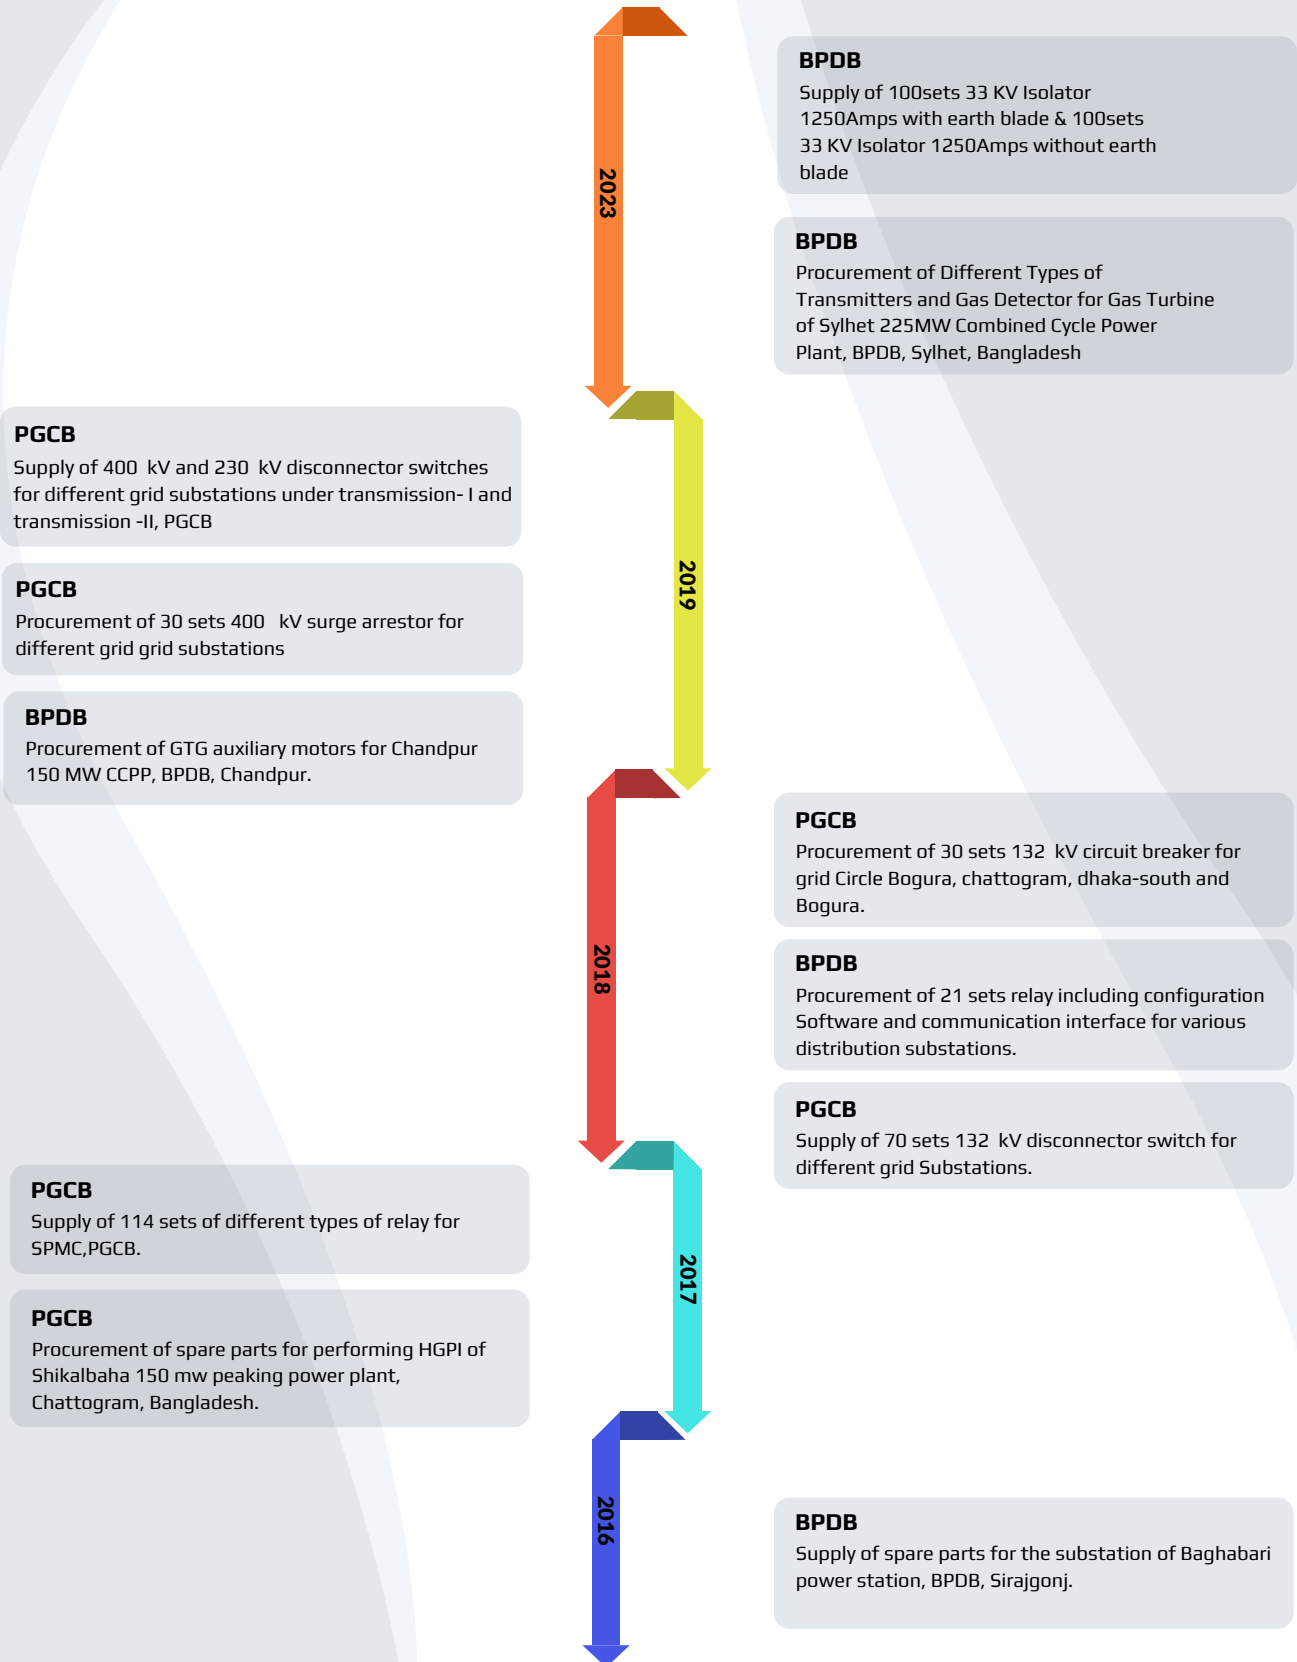 2023
BPDB
Supply of 100sets 33 KV Isolator
1250Amps with earth blade & 100sets
33 KV Isolator 1250Amps without earth
blade
BPDB
Procurement of Different Types of
Transmitters and Gas Detector for Gas Turbine
of Sylhet 225MW Combined Cycle Power
Plant, BPDB, Sylhet, Bangladesh
2019
PGCB
Supply of 400 kV and 230 kV disconnector switches
for different grid substations under transmission- I and
transmission -II, PGCB
PGCB
Procurement of 30 sets 400 kV surge arrestor for
different grid grid substations
BPDB
Procurement of GTG auxiliary motors for Chandpur
150 MW CCPP, BPDB, Chandpur.
2018
PGCB
Procurement of 30 sets 132 kV circuit breaker for
grid Circle Bogura, chattogram, dhaka-south and
Bogura.
BPDB
Procurement of 21 sets relay including configuration
Software and communication interface for various
distribution substations.
PGCB
Supply of 70 sets 132 kV disconnector switch for
different grid Substations.
2017
PGCB
Supply of 114 sets of different types of relay for
SPMC,PGCB.
PGCB
Procurement of spare parts for performing HGPI of
Shikalbaha 150 mw peaking power plant,
Chattogram, Bangladesh.
2016
BPDB
Supply of spare parts for the substation of Baghabari
power station, BPDB, Sirajgonj.